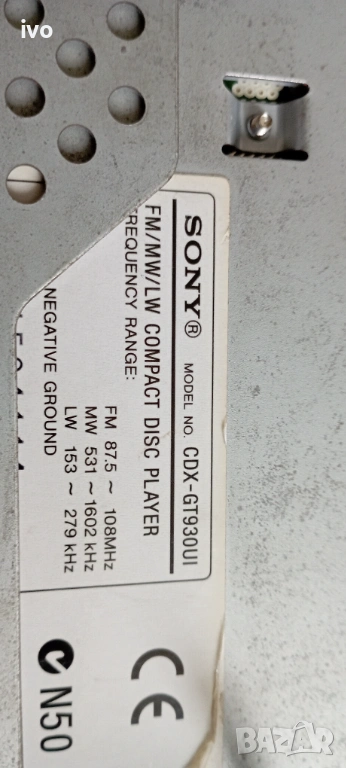 ivo
SONY® MODEL NO. CDX-GT930UI
FM/MW/LW COMPACT DISC PLAYER
FREQUENCY RANGE:
FM 87.5 ~ 108MHz
MW 531 ~ 1602 kHz
LW 153 ~ 279 kHz
NEGATIVE GROUND
CE
N50
BAZAR